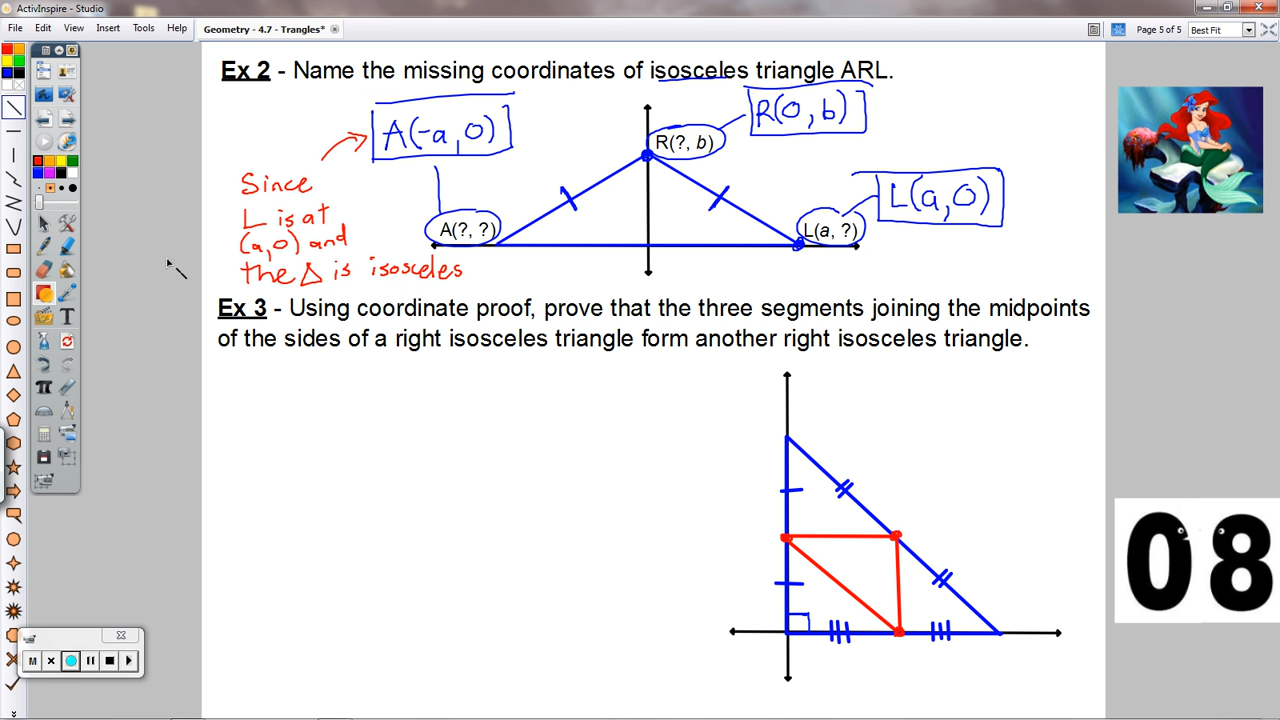 ActivInspire - Studio
File Edit View Insert Tools Help
Geometry - 4.7 - Trangles*
Page 5 of 5
Best Fit
Ex 2 - Name the missing coordinates of isosceles triangle ARL.
A(-a, 0)
R(0, b)
R(?, b)
Since
L is at
(a,0) and
the Δ is isosceles
A(?, ?)
L(a, ?)
L(a, 0)
Ex 3 - Using coordinate proof, prove that the three segments joining the midpoints
of the sides of a right isosceles triangle form another right isosceles triangle.
08
M